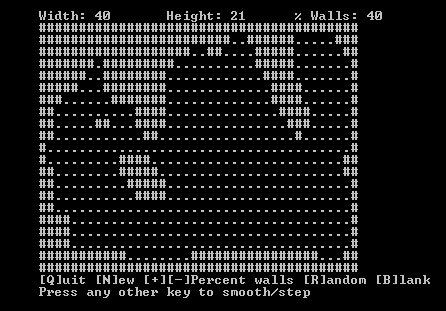 Width: 40 Height: 21 % Walls: 40
[Q]uit [N]ew [+][-]Percent walls [R]andom [B]lank
Press any other key to smooth/step